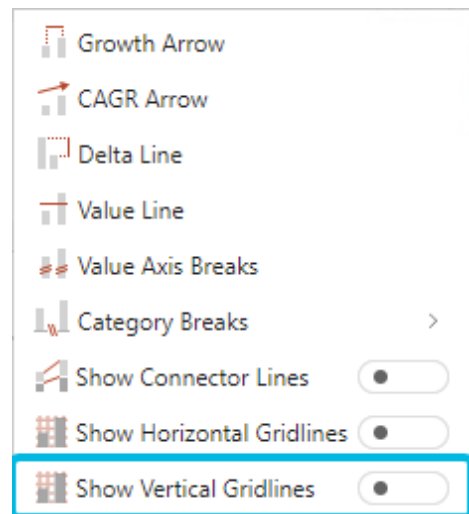 Growth Arrow
CAGR Arrow
Delta Line
Value Line
Value Axis Breaks
Category Breaks
Show Connector Lines
Show Horizontal Gridlines
Show Vertical Gridlines